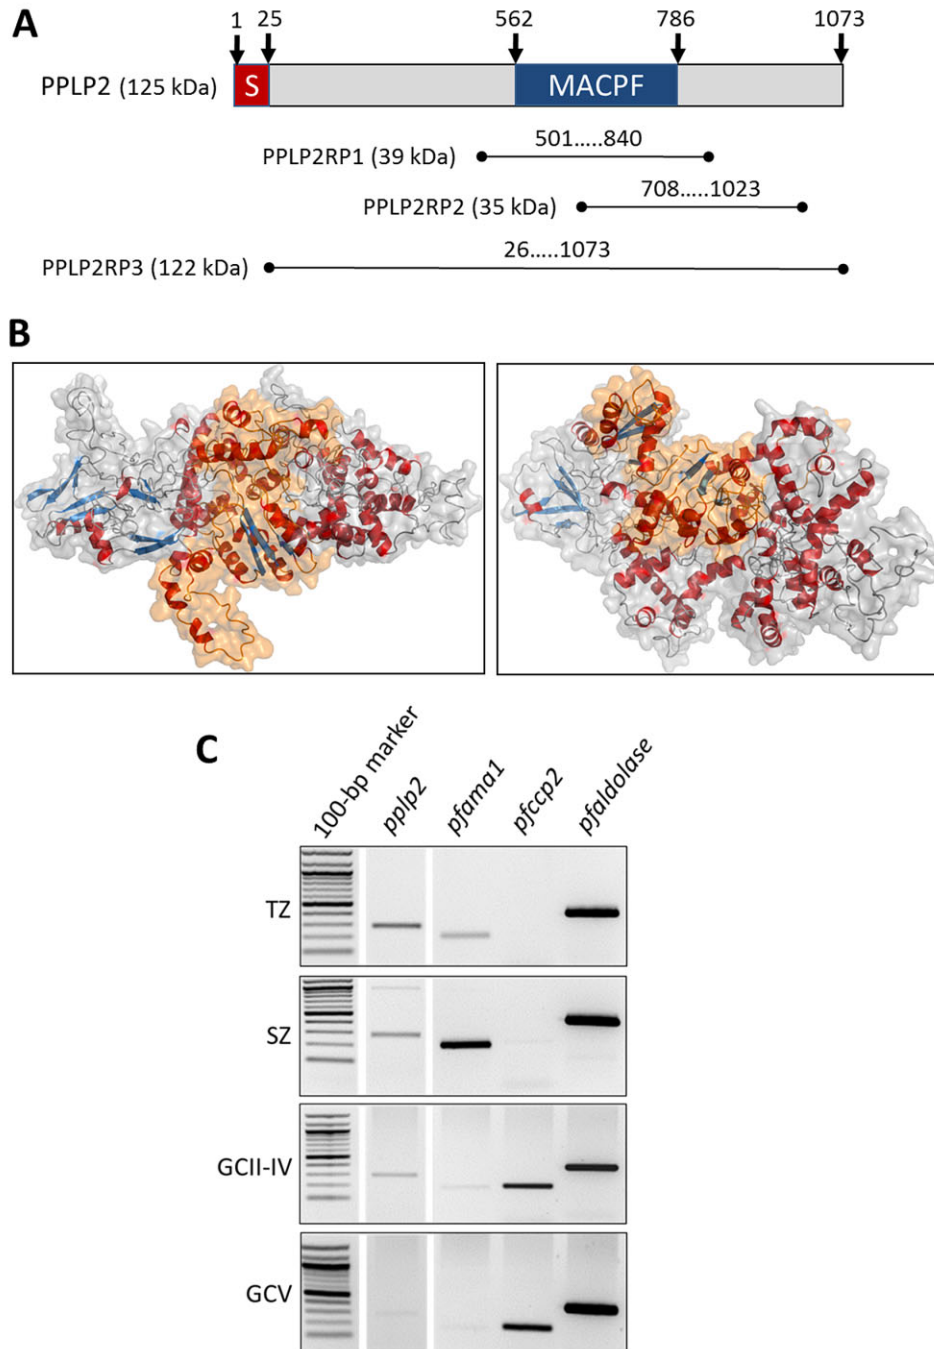 A
1 25 562 786 1073
PPLP2 (125 kDa) S MACPF
501.....840
PPLP2RP1 (39 kDa)
708.....1023
PPLP2RP2 (35 kDa)
26.....1073
PPLP2RP3 (122 kDa)
B
C
100-bp marker
pplp2
pfama1
pfccp2
pfaldolase
TZ
SZ
GCII-IV
GCV